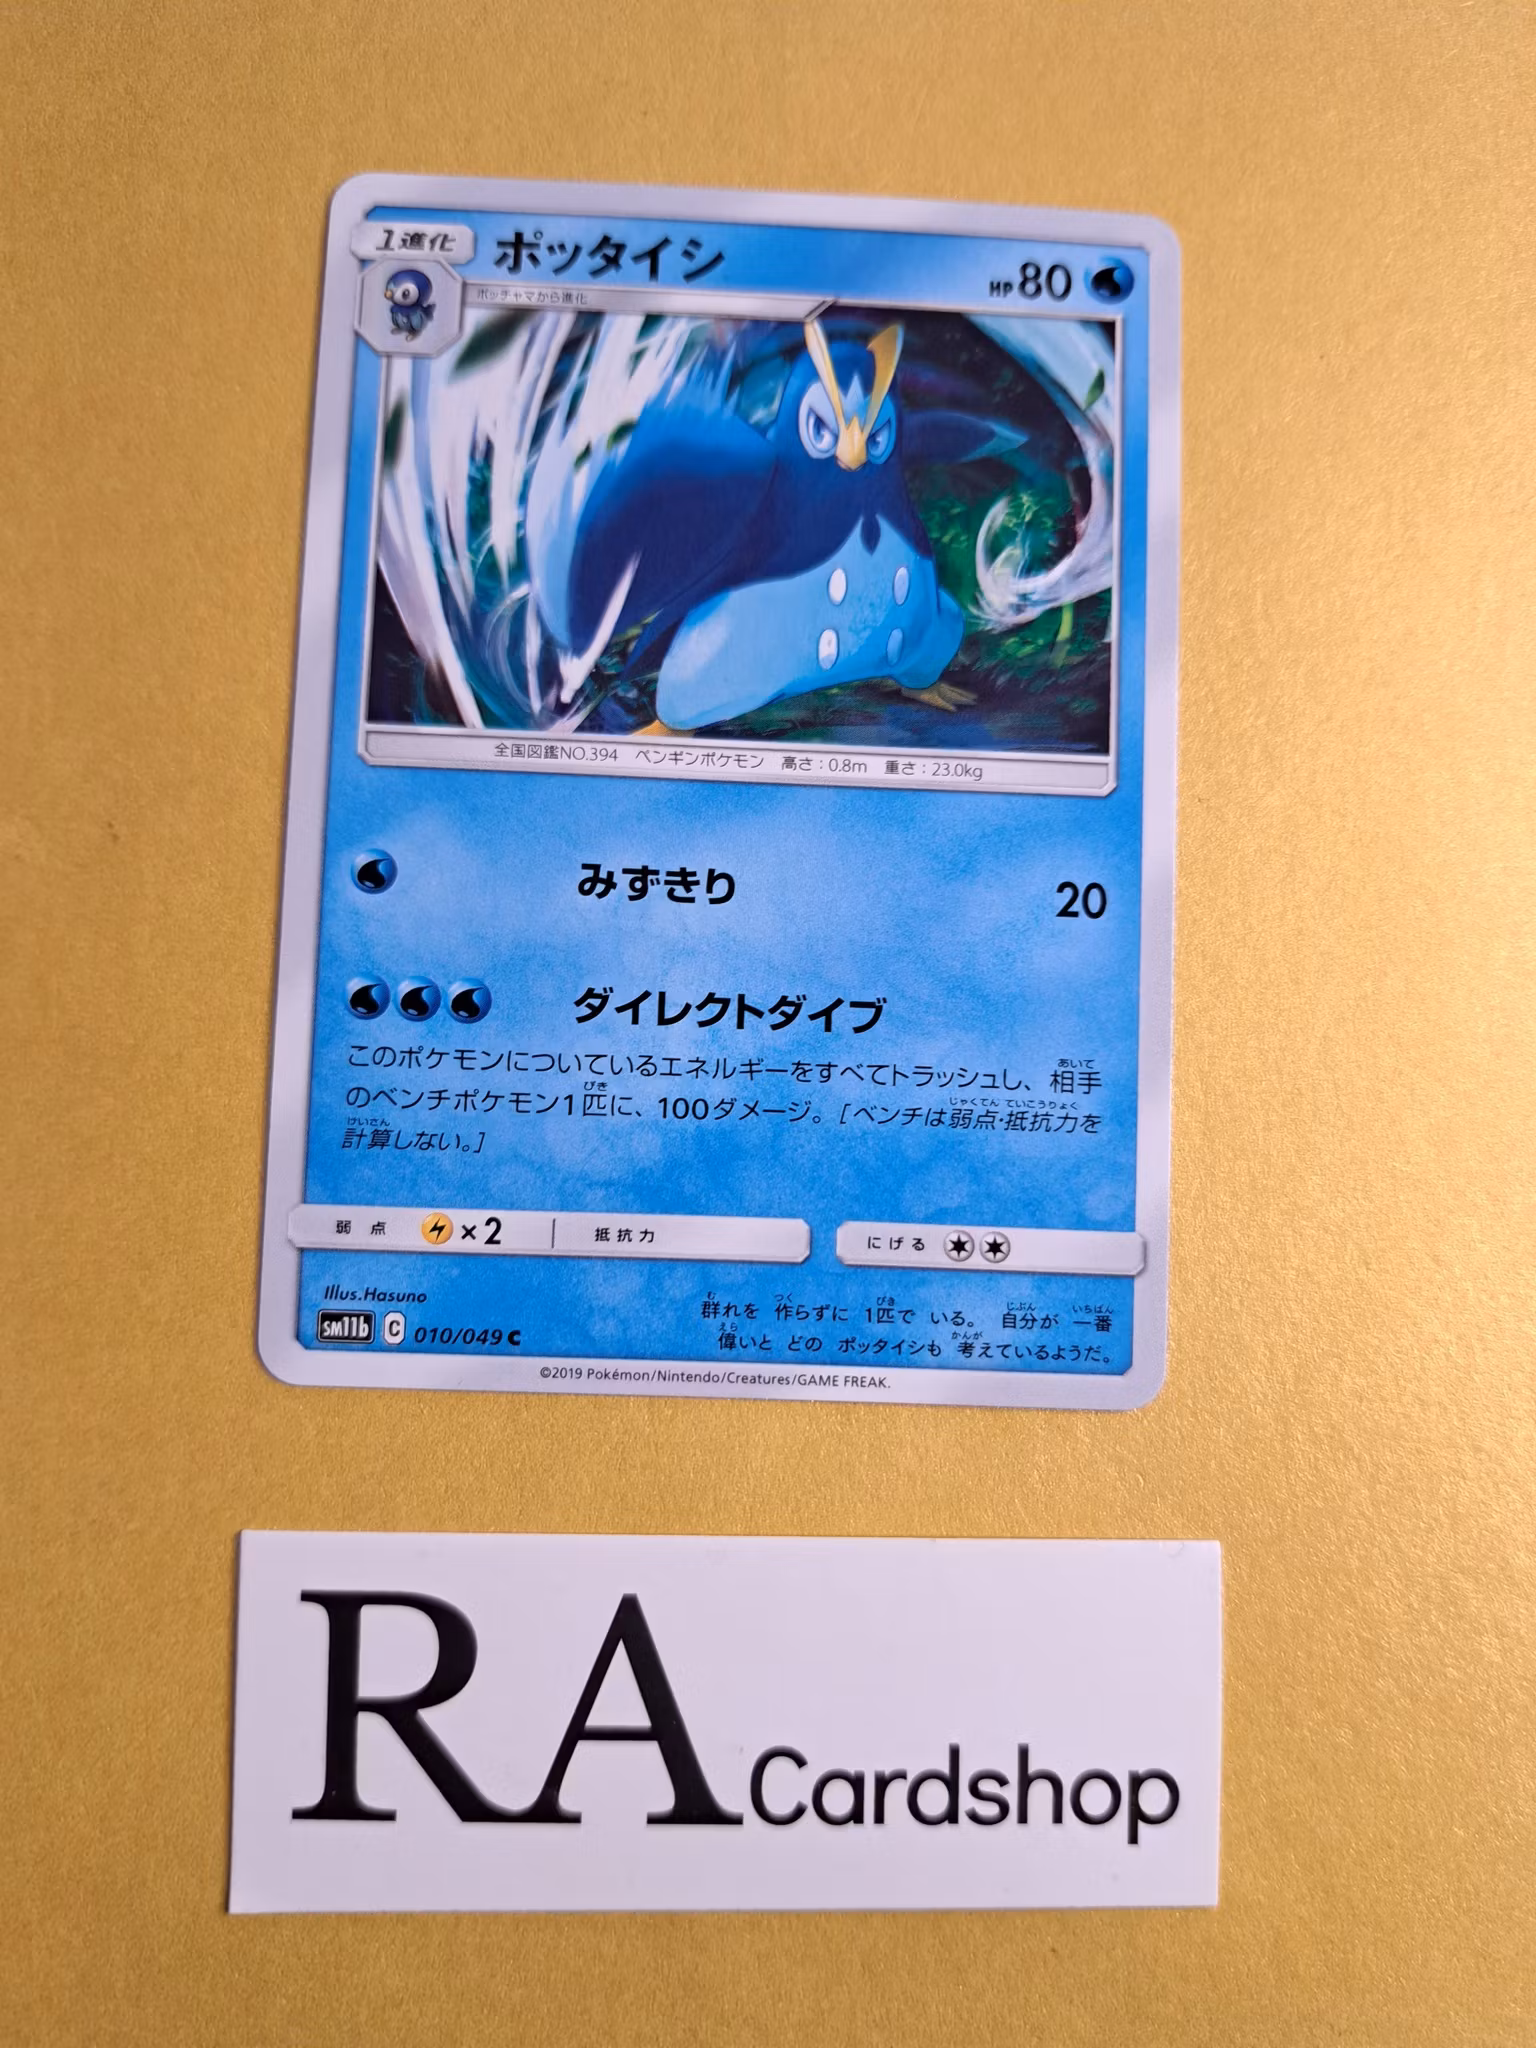 1進化 ポッタイシ HP80
ポッチャマから進化
全国図鑑NO.394 ペンギンポケモン 高さ：0.8m 重さ：23.0kg
みずきり 20
ダイレクトダイブ
このポケモンについているエネルギーをすべてトラッシュし、相手
のベンチポケモン1匹に、100ダメージ。[ベンチは弱点・抵抗力を
計算しない。]
弱点 ×2 抵抗力 にげる
Illus.Hasuno
群れを 作らずに 1匹で いる。 自分が 一番
偉いと どの ポッタイシも 考えているようだ。
SM11b C 010/049 C
©2019 Pokémon/Nintendo/Creatures/GAME FREAK.
RA Cardshop